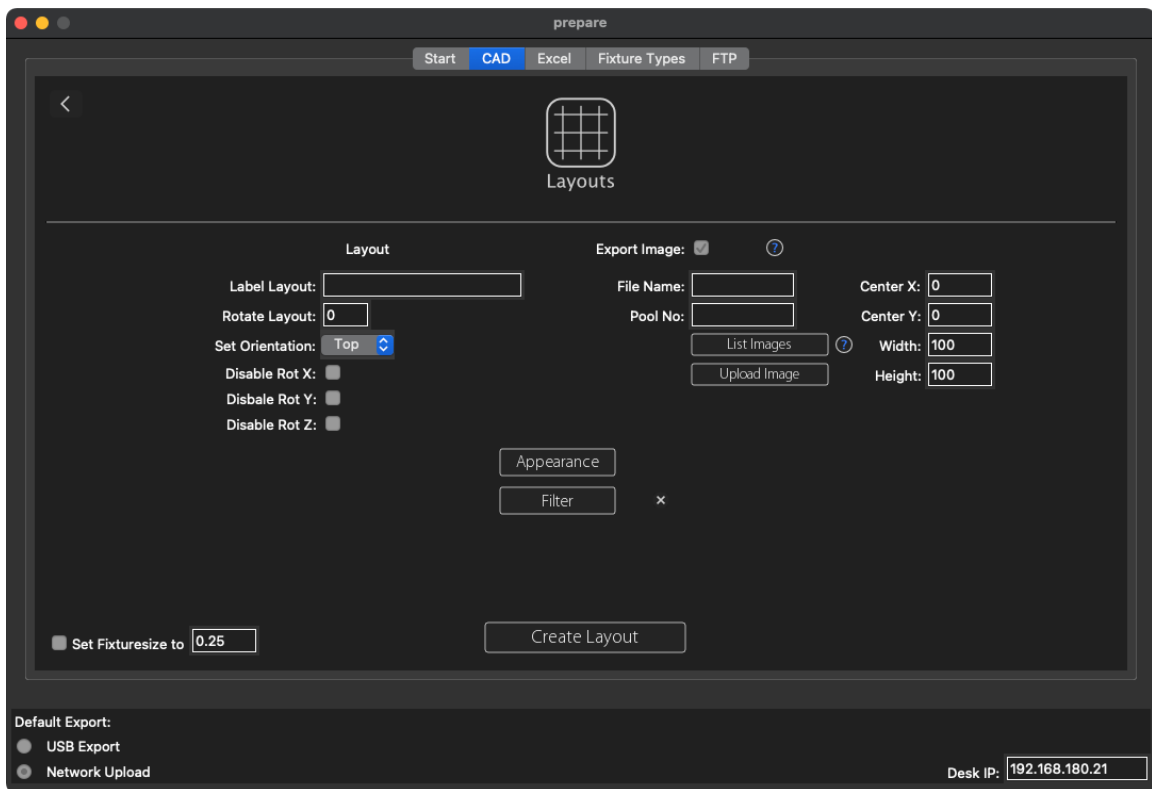 prepare
Start CAD Excel Fixture Types FTP
Layouts
Layout
Export Image:
?
Label Layout:
File Name:
Center X: 0
Rotate Layout: 0
Pool No:
Center Y: 0
Set Orientation: Top
List Images
?
Width: 100
Disable Rot X:
Upload Image
Height: 100
Disbale Rot Y:
Disable Rot Z:
Appearance
Filter
×
Set Fixturesize to 0.25
Create Layout
Default Export:
USB Export
Network Upload
Desk IP: 192.168.180.21